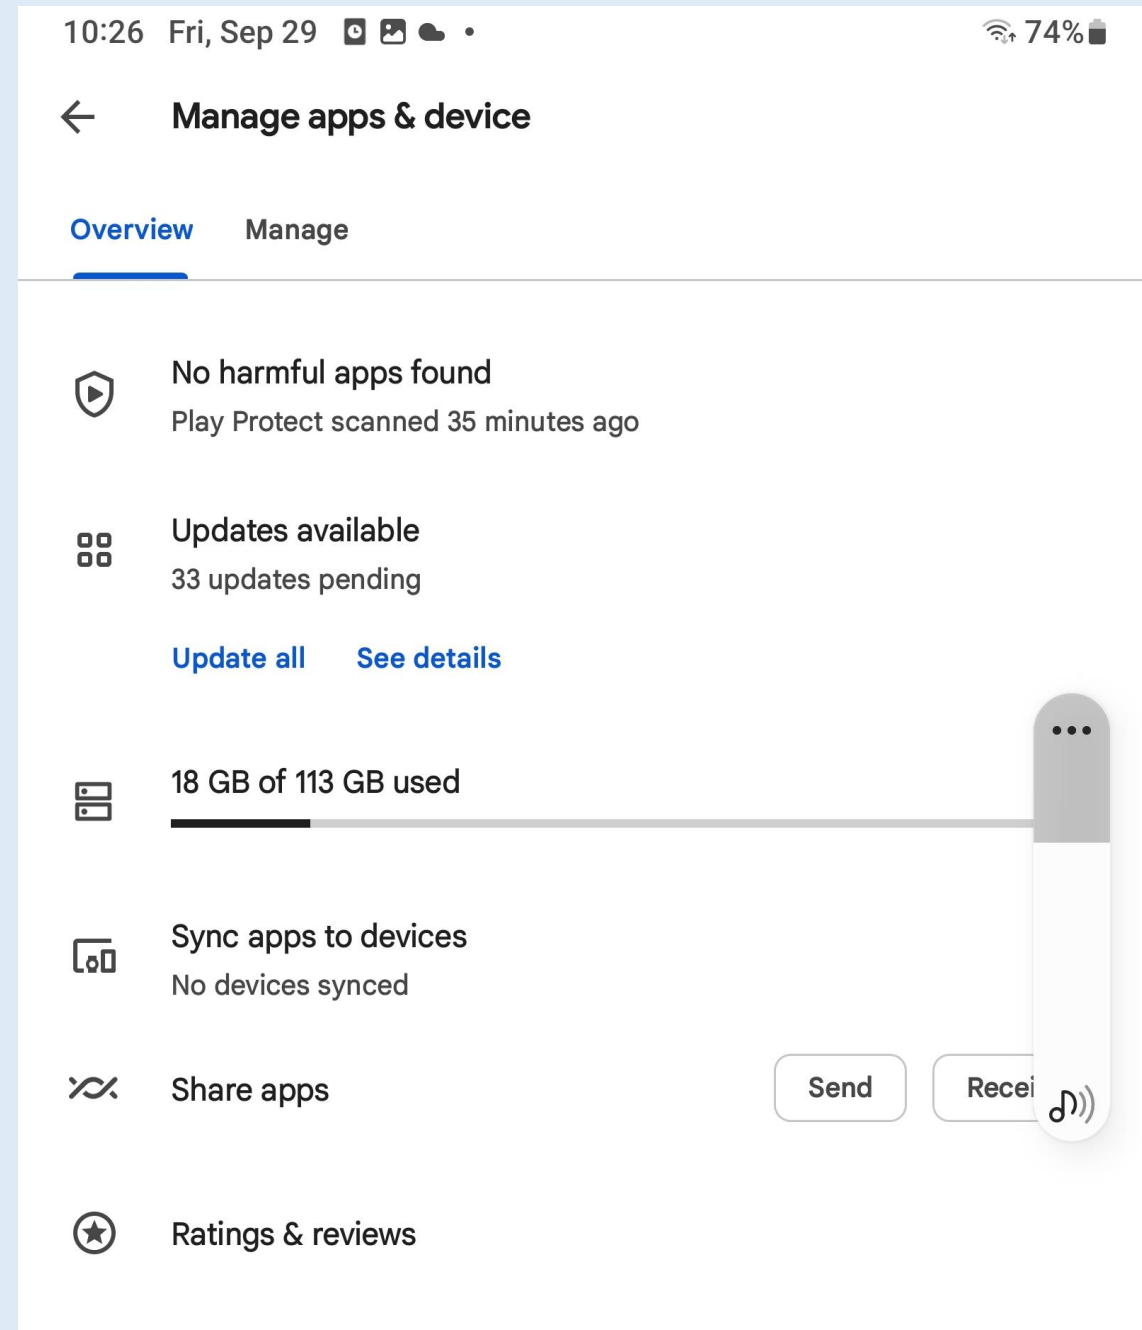 10:26 Fri, Sep 29 74%
Manage apps & device
Overview Manage
No harmful apps found
Play Protect scanned 35 minutes ago
Updates available
33 updates pending
Update all See details
18 GB of 113 GB used
Sync apps to devices
No devices synced
Share apps Send Recei
Ratings & reviews